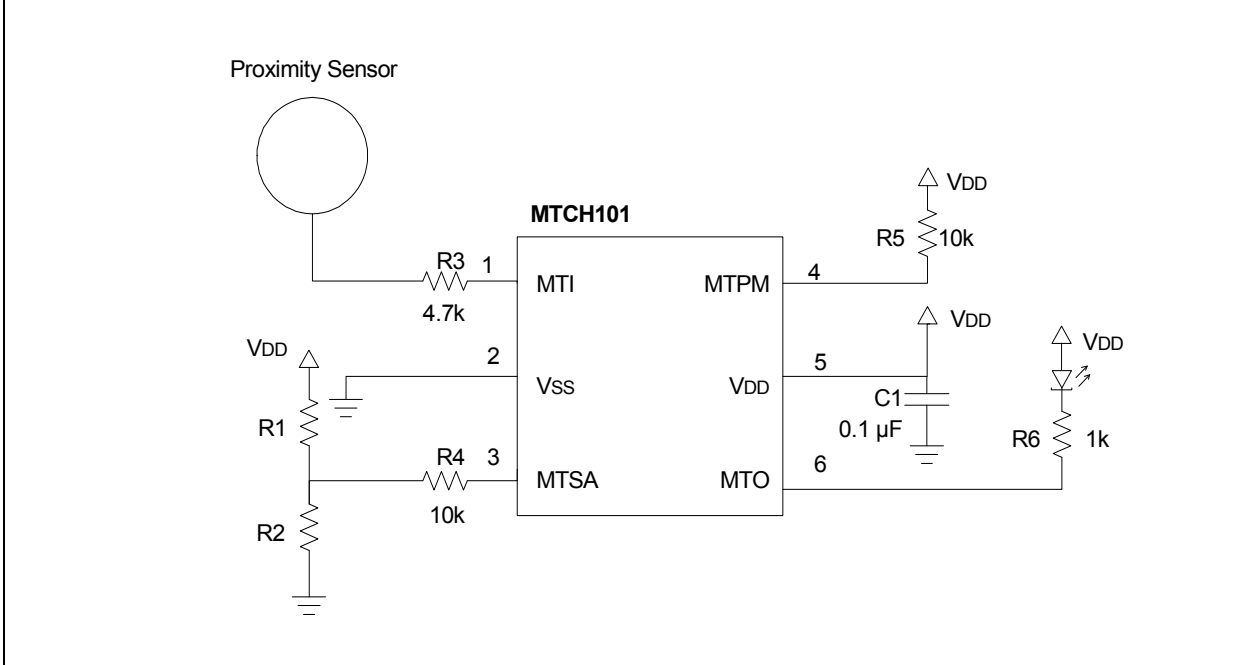 Proximity Sensor
VDD
MTCH101
R5
10k
R3
1
MTI
MTPM
4
4.7k
VDD
VDD
VDD
2
VSS
VDD
5
C1
0.1 µF
R1
R6
1k
R4
3
MTSA
MTO
6
10k
R2